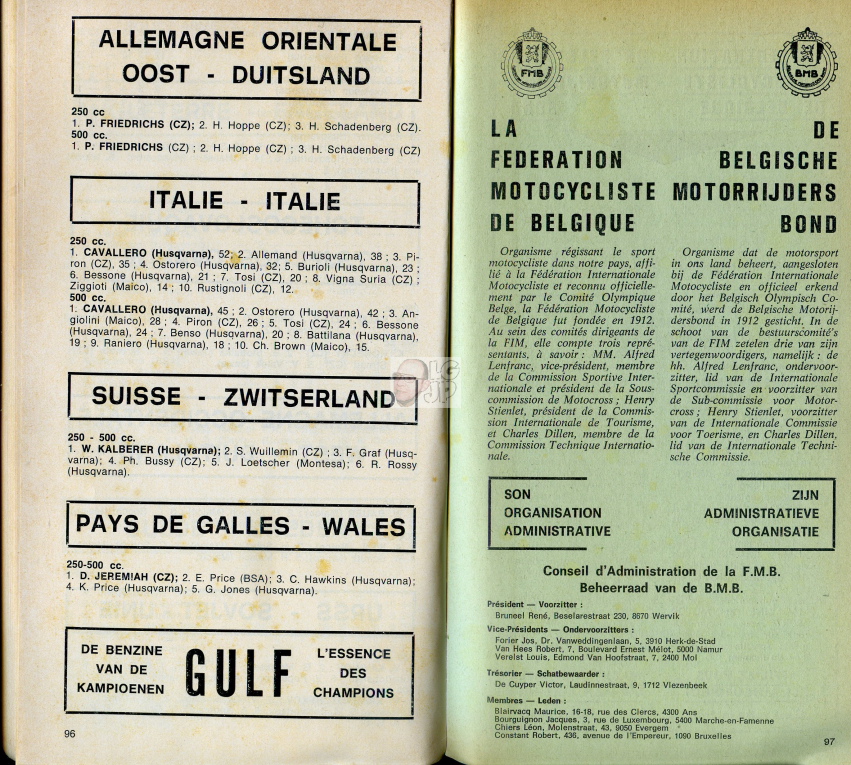 ALLEMAGNE ORIENTALE
OOST - DUITSLAND
250 cc
1. P. FRIEDRICHS (CZ); 2. H. Hoppe (CZ); 3. H. Schadenberg (CZ).
500 cc.
1. P. FRIEDRICHS (CZ) ; 2. H. Hoppe (CZ) ; 3. H. Schadenberg (CZ)
ITALIE - ITALIE
250 cc.
1. CAVALLERO (Husqvarna), 52; 2. Allemand (Husqvarna), 38 ; 3. Pi-
ron (CZ), 35 ; 4. Ostorero (Husqvarna), 32; 5. Burioli (Husqvarna), 23 ;
6. Bessone (Husqvarna), 21 ; 7. Tosi (CZ), 20 ; 8. Vigna Suria (CZ) ;
Ziggioti (Maico), 14 ; 10. Rustignoli (CZ), 12.
500 cc.
1. CAVALLERO (Husqvarna), 45 ; 2. Ostorero (Husqvarna), 42 ; 3. An-
giolini (Maico), 28 ; 4. Piron (CZ), 26 ; 5. Tosi (CZ), 24 ; 6. Bessone
(Husqvarna), 24 ; 7. Benso (Husqvarna), 20 ; 8. Battilana (Husqvarna),
19 ; 9. Raniero (Husqvarna), 18 ; 10. Ch. Brown (Maico), 15.
SUISSE - ZWITSERLAND
250 - 500 cc.
1. W. KALBERER (Husqvarna); 2. S. Wuillemin (CZ) ; 3. F. Graf (Husq-
varna); 4. Ph. Bussy (CZ); 5. J. Loetscher (Montesa); 6. R. Rossy
(Husqvarna).
PAYS DE GALLES - WALES
250-500 cc.
1. D. JEREMIAH (CZ); 2. E. Price (BSA); 3. C. Hawkins (Husqvarna);
4. K. Price (Husqvarna); 5. G. Jones (Husqvarna).
DE BENZINE
VAN DE
KAMPIOENEN
GULF
L'ESSENCE
DES
CHAMPIONS
96
FMB
BMB
LA
FEDERATION
MOTOCYCLISTE
DE BELGIQUE
DE
BELGISCHE
MOTORRIJDERS
BOND
Organisme régissant le sport
motocycliste dans notre pays, affi-
lié à la Fédération Internationale
Motocycliste et reconnu officielle-
ment par le Comité Olympique
Belge, la Fédération Motocycliste
de Belgique fut fondée en 1912.
Au sein des comités dirigeants de
la FIM, elle compte trois repré-
sentants, à savoir : MM. Alfred
Lenfranc, vice-président, membre
de la Commission Sportive Inter-
nationale et président de la Sous-
commission de Motocross ; Henry
Stienlet, président de la Commis-
sion Internationale de Tourisme,
et Charles Dillen, membre de la
Commission Technique Internatio-
nale.
Organisme dat de motorsport
in ons land beheert, aangesloten
bij de Fédération Internationale
Motocycliste en officieel erkend
door het Belgisch Olympisch Co-
mité, werd de Belgische Motorij-
dersbond in 1912 gesticht. In de
schoot van de bestuurscomité's
van de FIM zetelen drie van zijn
vertegenwoordigers, namelijk : de
hh. Alfred Lenfranc, ondervoor-
zitter, lid van de Internationale
Sportcommissie en voorzitter van
de Sub-commissie voor Motor-
cross ; Henry Stienlet, voorzitter
van de Internationale Commissie
voor Toerisme, en Charles Dillen,
lid van de Internationale Techni-
sche Commissie.
SON
ORGANISATION
ADMINISTRATIVE
ZIJN
ADMINISTRATIEVE
ORGANISATIE
Conseil d'Administration de la F.M.B.
Beheerraad van de B.M.B.
Président — Voorzitter :
Bruneel René, Beselarestraat 230, 8670 Wervik
Vice-Présidents — Ondervoorzitters :
Forier Jos, Dr. Vanweddingenlaan, 5, 3910 Herk-de-Stad
Van Hees Robert, 7, Boulevard Ernest Mélot, 5000 Namur
Verelst Louis, Edmond Van Hoofstraat, 7, 2400 Mol
Trésorier — Schatbewaarder :
De Cuyper Victor, Laudinnestraat, 9, 1712 Vlezenbeek
Membres — Leden :
Blairvacq Maurice, 16-18, rue des Clercs, 4300 Ans
Bourguignon Jacques, 3, rue de Luxembourg, 5400 Marche-en-Famenne
Chiers Léon, Molenstraat, 43, 9050 Evergem
Constant Robert, 436, avenue de l'Empereur, 1090 Bruxelles
97